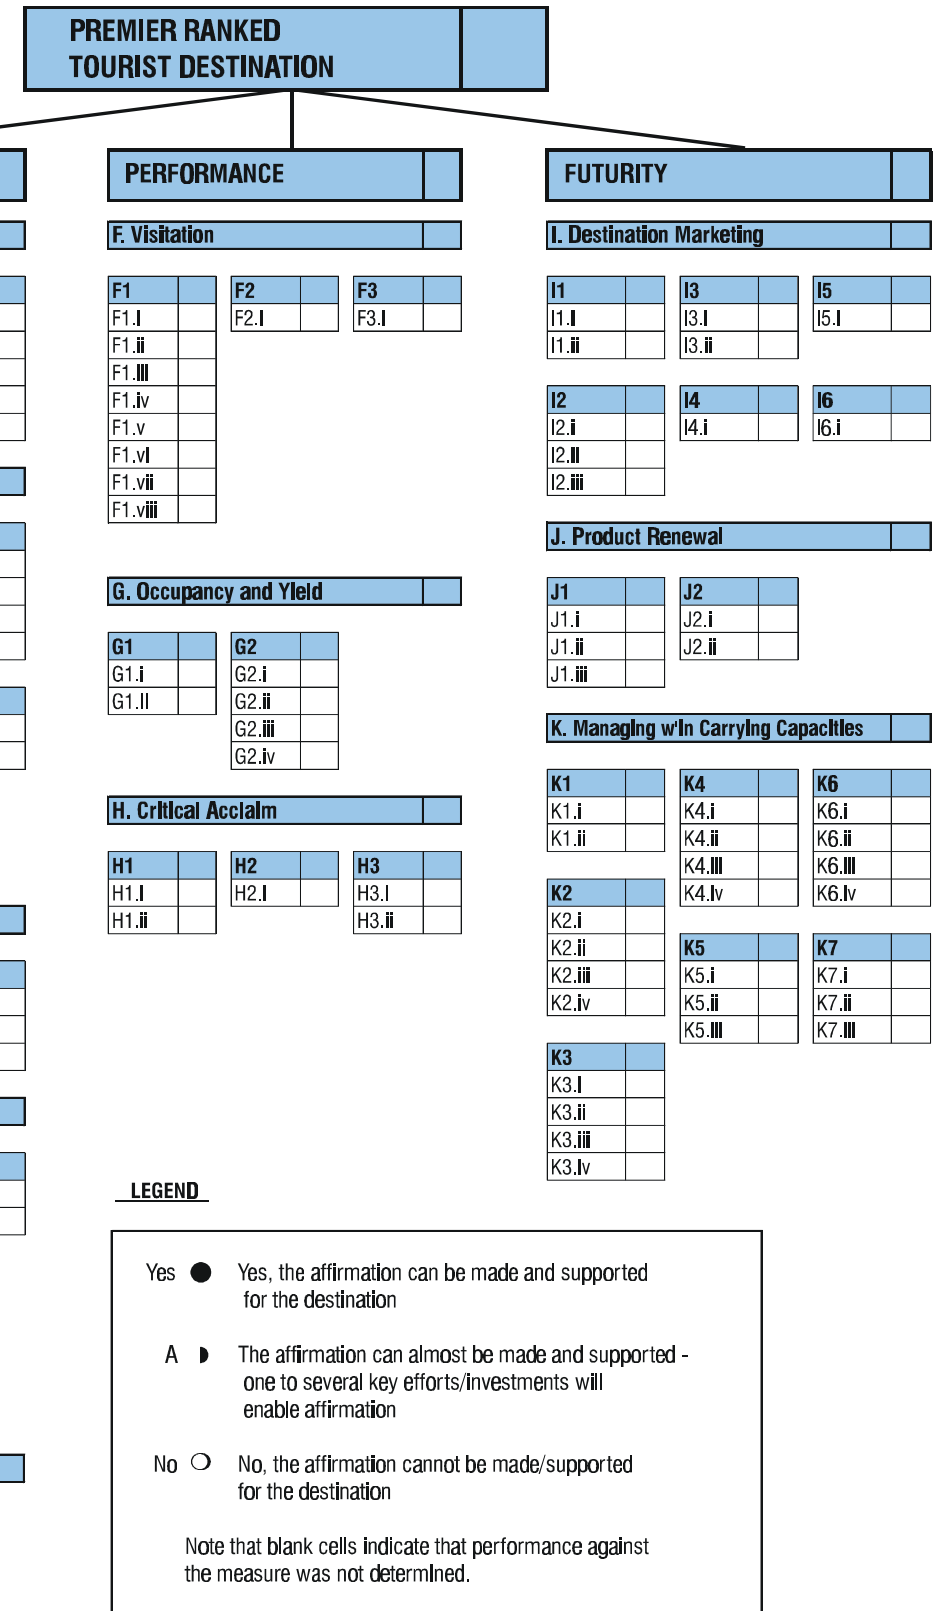 PREMIER RANKED
TOURIST DESTINATION
PERFORMANCE
F. Visitation
F1 F2 F3
F1.i F2.i F3.i
F1.ii
F1.iii
F1.iv
F1.v
F1.vi
F1.vii
F1.viii
G. Occupancy and Yield
G1 G2
G1.i G2.i
G1.ii G2.ii
G2.iii
G2.iv
H. Critical Acclaim
H1 H2 H3
H1.i H2.i H3.i
H1.ii H3.ii
FUTURITY
I. Destination Marketing
I1 I3 I5
I1.i I3.i I5.i
I1.ii I3.ii
I2 I4 I6
I2.i I4.i I6.i
I2.ii
I2.iii
J. Product Renewal
J1 J2
J1.i J2.i
J1.ii J2.ii
J1.iii
K. Managing w'in Carrying Capacities
K1 K4 K6
K1.i K4.i K6.i
K1.ii K4.ii K6.ii
K4.iii K6.iii
K2 K4.iv K6.iv
K2.i
K2.ii K5 K7
K2.iii K5.i K7.i
K2.iv K5.ii K7.ii
K5.iii K7.iii
K3
K3.i
K3.ii
K3.iii
K3.iv
LEGEND
Yes Yes, the affirmation can be made and supported
for the destination
A The affirmation can almost be made and supported -
one to several key efforts/investments will
enable affirmation
No No, the affirmation cannot be made/supported
for the destination
Note that blank cells indicate that performance against
the measure was not determined.